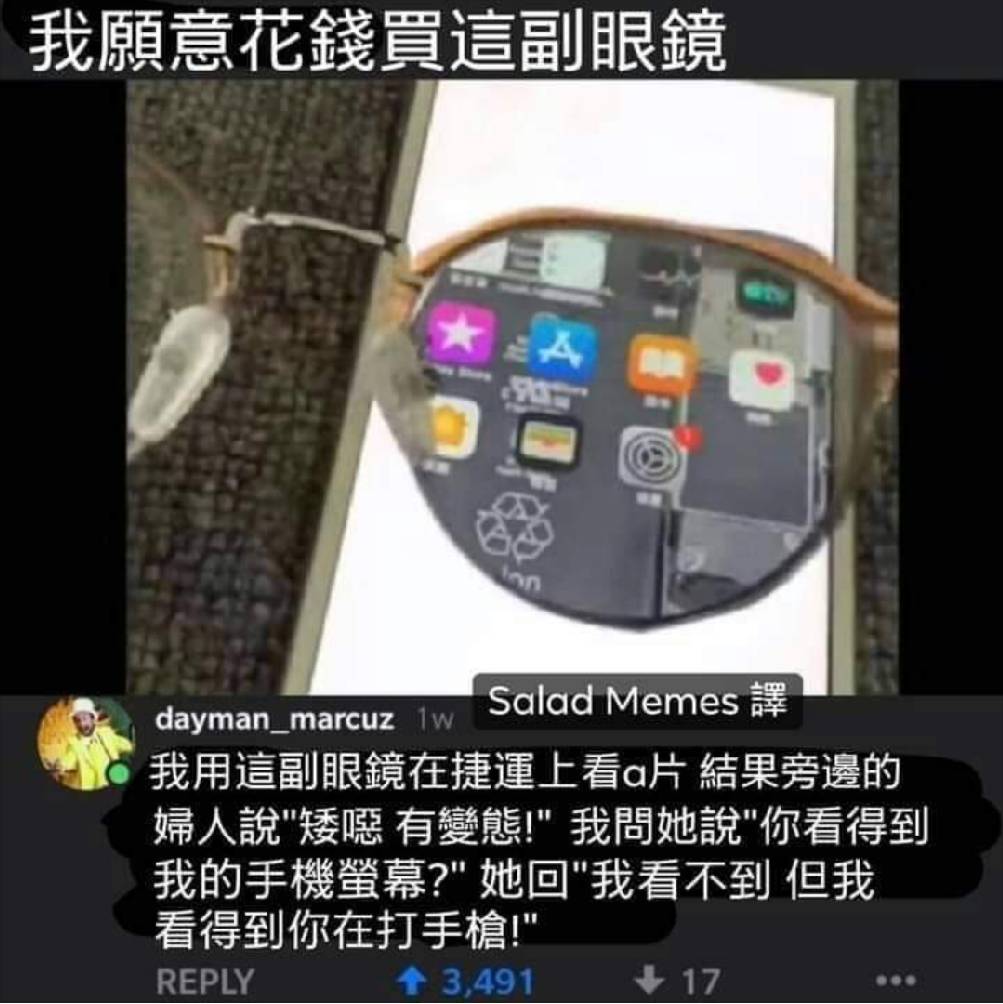 我願意花錢買這副眼鏡
Salad Memes 譯
dayman_marcuz 1w
我用這副眼鏡在捷運上看a片 結果旁邊的
婦人說"矮噁 有變態!" 我問她說"你看得到
我的手機螢幕?" 她回"我看不到 但我
看得到你在打手槍!"
REPLY 3,491 17